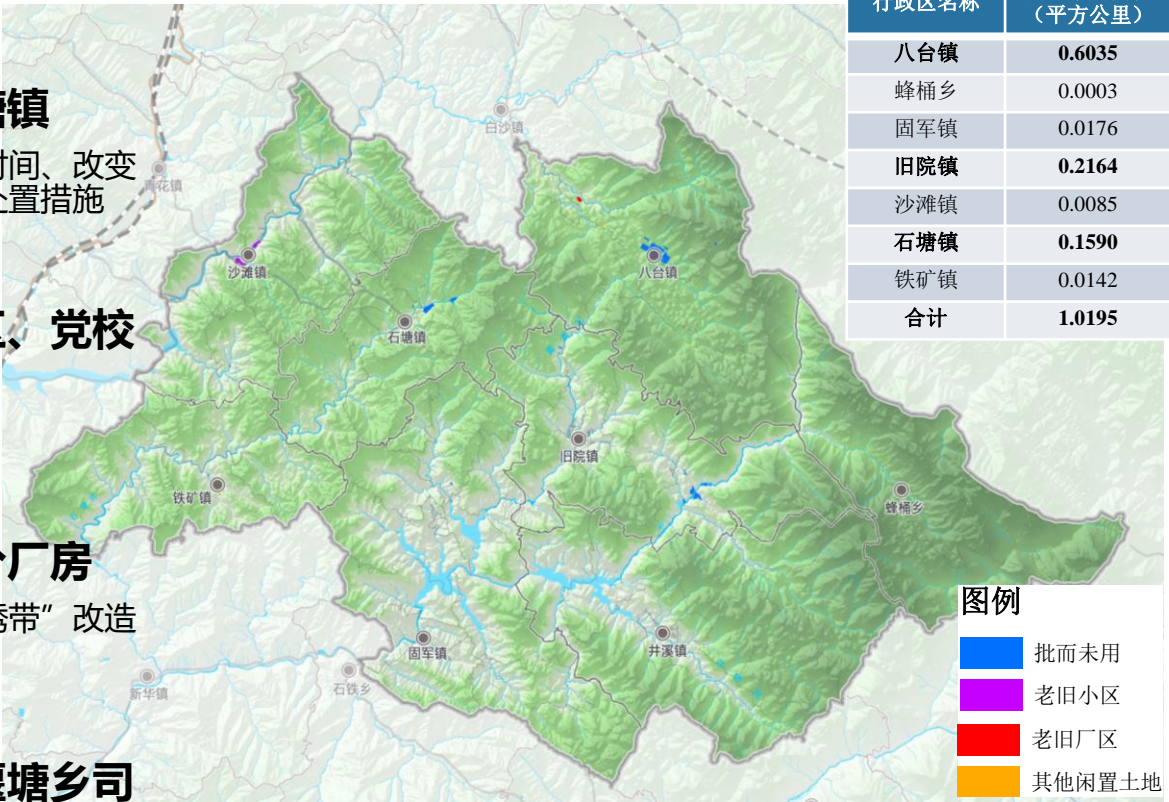 塘镇
时间、改变
处置措施
、党校
厂房
带”改造
塘乡司
行政区名称
（平方公里）
八台镇 0.6035
蜂桶乡 0.0003
固军镇 0.0176
旧院镇 0.2164
沙滩镇 0.0085
石塘镇 0.1590
铁矿镇 0.0142
合计 1.0195
白沙镇
青花镇
沙滩镇
八台镇
石塘镇
旧院镇
铁矿镇
蜂桶乡
固军镇
井溪镇
新华镇
石铁乡
图例
批而未用
老旧小区
老旧厂区
其他闲置土地